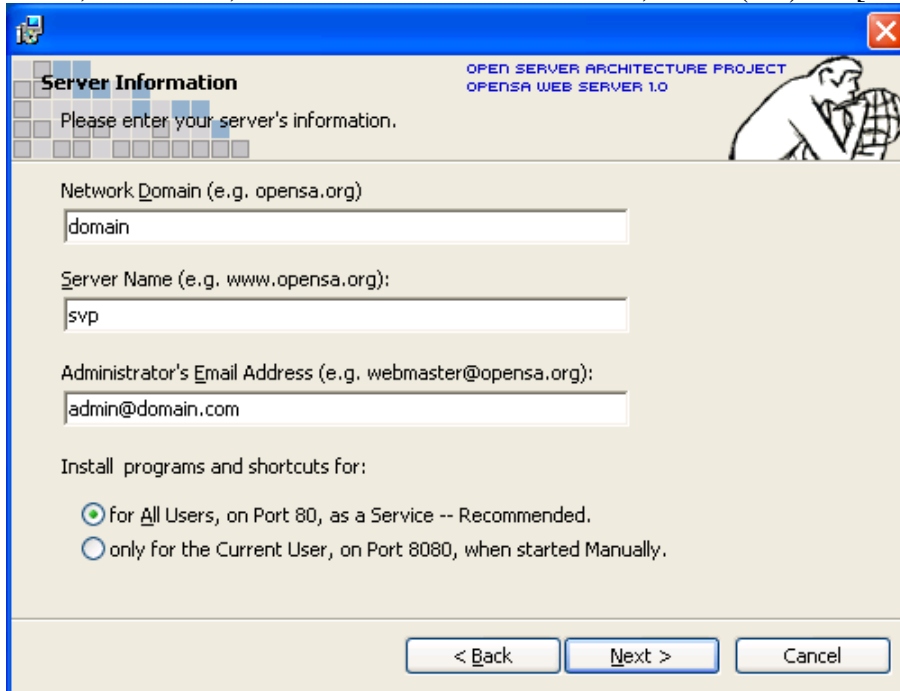 Server Information
Please enter your server's information.
OPEN SERVER ARCHITECTURE PROJECT
OPENSA WEB SERVER 1.0
Network Domain (e.g. opensa.org)
domain
Server Name (e.g. www.opensa.org):
svp
Administrator's Email Address (e.g. webmaster@opensa.org):
admin@domain.com
Install  programs and shortcuts for:
for All Users, on Port 80, as a Service -- Recommended.
only for the Current User, on Port 8080, when started Manually.
< Back
Next >
Cancel